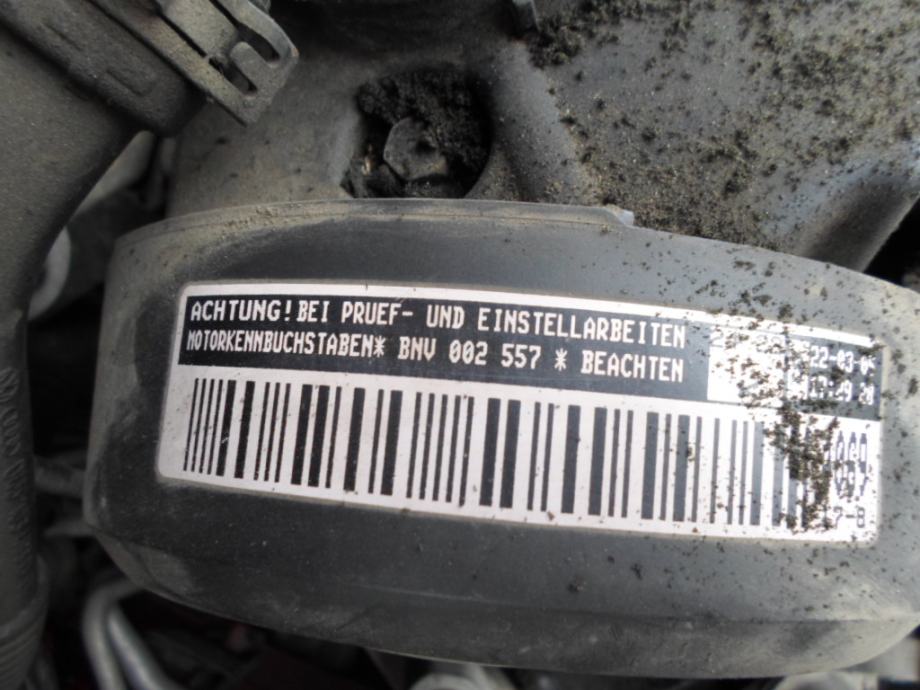 ACHTUNG! BEI PRUEF- UND EINSTELLARBEITEN
MOTORKENNBUCHSTABEN* BNV 002 557 * BEACHTEN